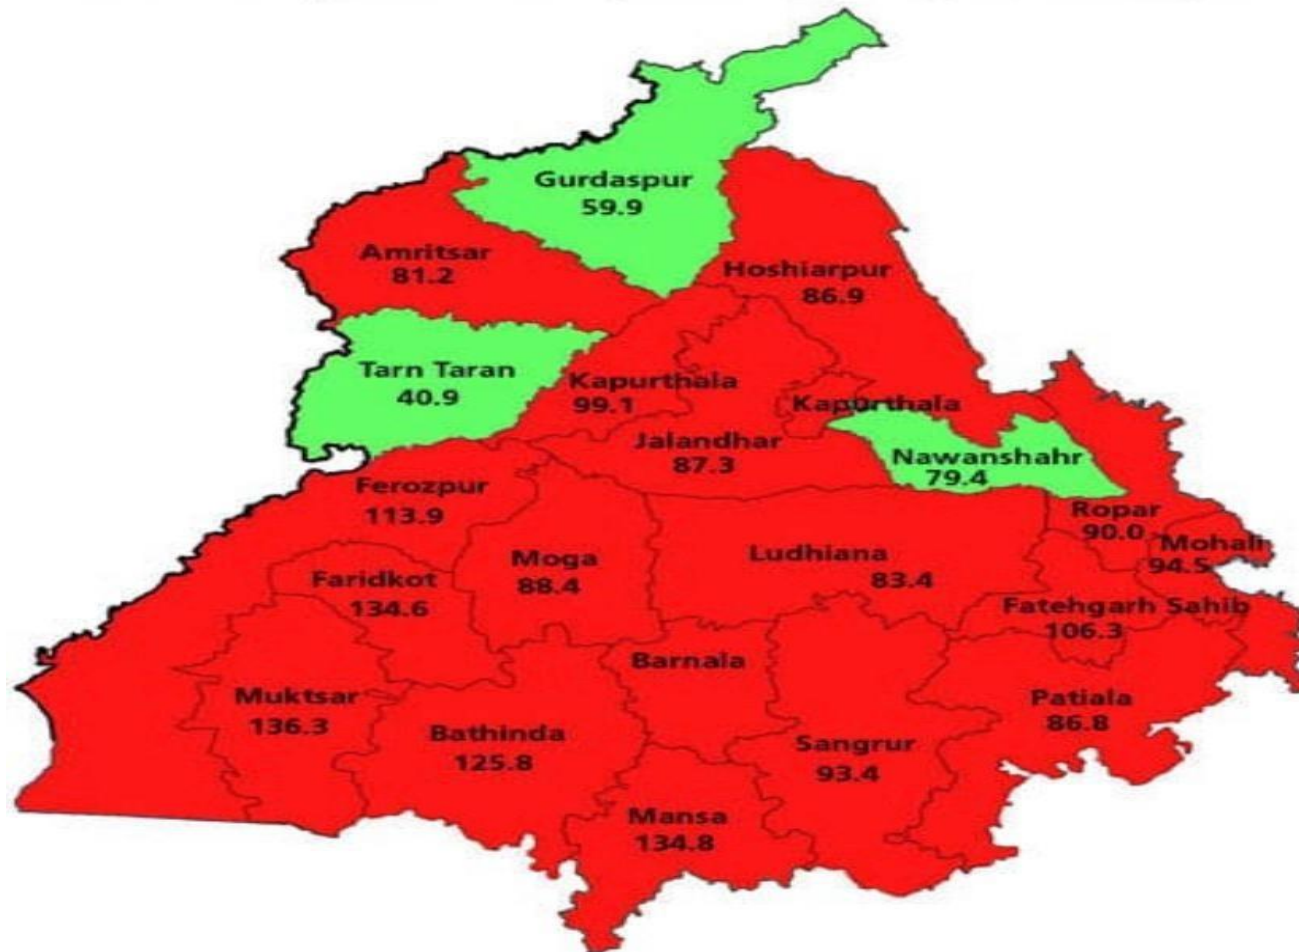 Gurdaspur
59.9
Amritsar
81.2
Hoshiarpur
86.9
Tarn Taran
40.9
Kapurthala
99.1
Kapurthala
Jalandhar
87.3
Nawanshahr
79.4
Ferozpur
113.9
Ropar
90.0
Mohali
94.5
Moga
88.4
Ludhiana
83.4
Faridkot
134.6
Fatehgarh Sahib
106.3
Barnala
Muktsar
136.3
Patiala
86.8
Bathinda
125.8
Sangrur
93.4
Mansa
134.8